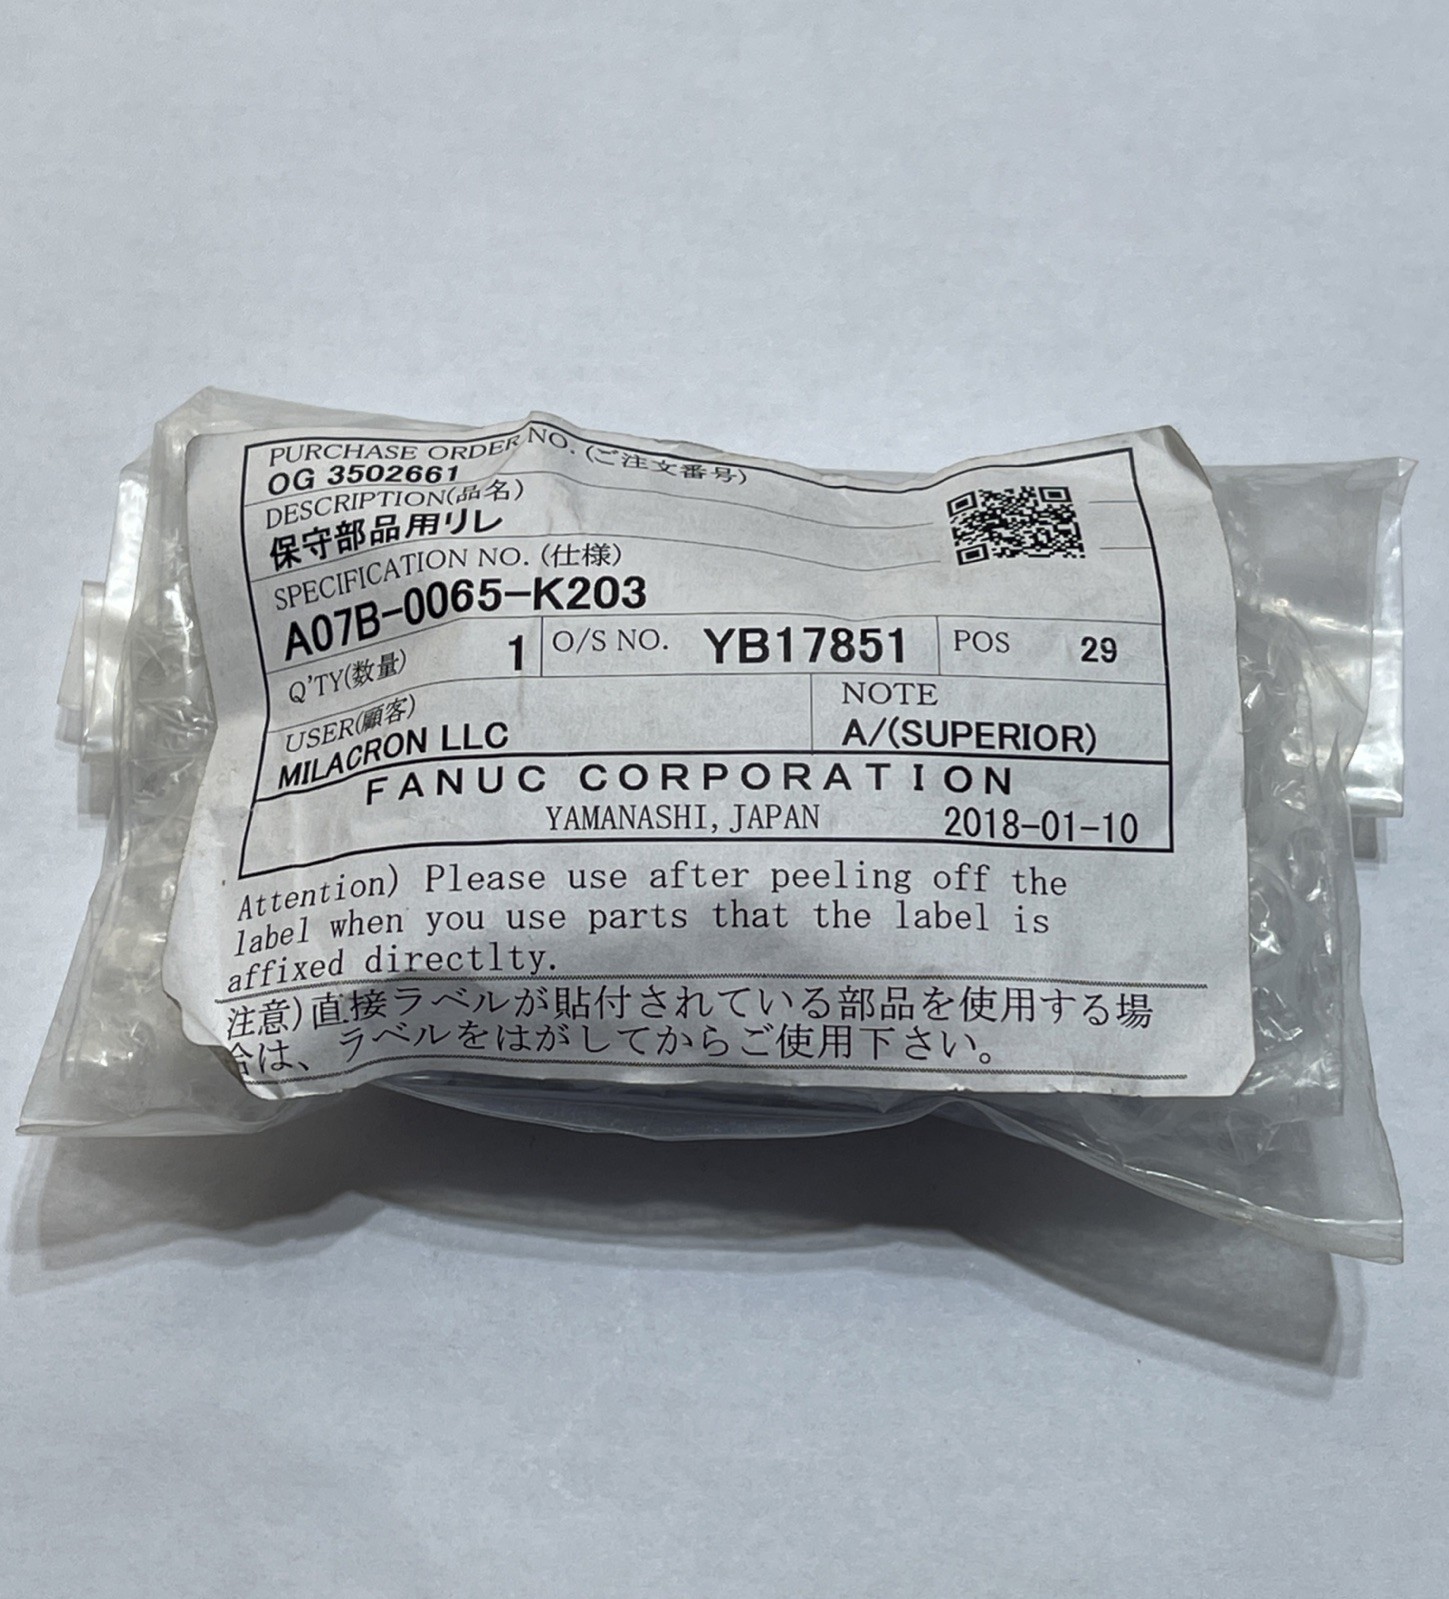 PURCHASE ORDER NO. (ご注文番号)
OG 3502661
DESCRIPTION(品名)
保守部品用リレ
SPECIFICATION NO. (仕様)
A07B-0065-K203
Q'TY(数量) 1 O/S NO. YB17851 POS 29
USER(顧客) NOTE
MILACRON LLC A/(SUPERIOR)
FANUC CORPORATION
YAMANASHI, JAPAN 2018-01-10
Attention) Please use after peeling off the
label when you use parts that the label is
affixed directlty.
注意)直接ラベルが貼付されている部品を使用する場
合は、ラベルをはがしてからご使用下さい。